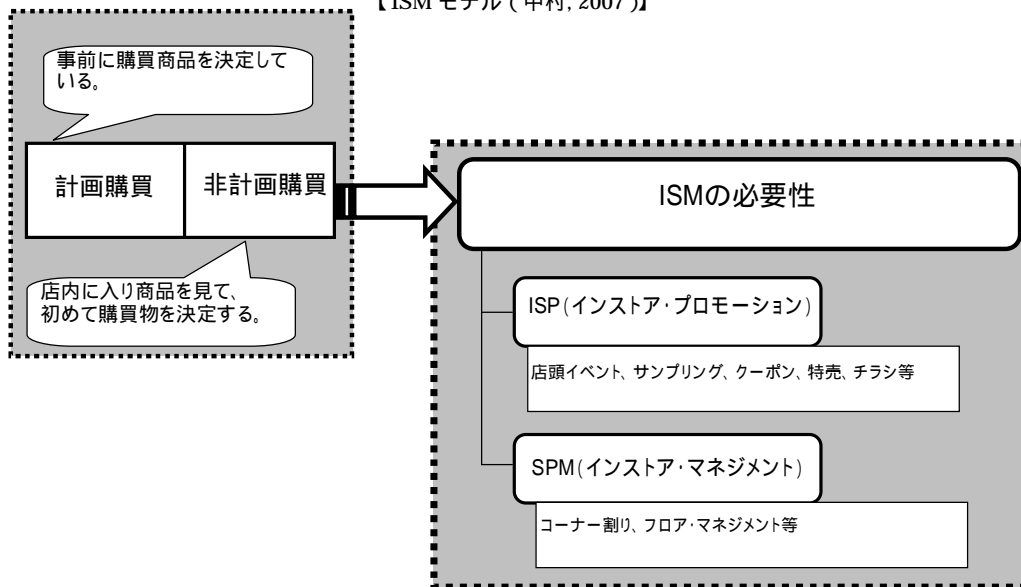 【ISM モデル ( 中村, 2007 )】
事前に購買商品を決定して
いる。
計画購買
非計画購買
店内に入り商品を見て、
初めて購買物を決定する。
ISMの必要性
ISP(インストア・プロモーション)
店頭イベント、サンプリング、クーポン、特売、チラシ等
SPM(インストア・マネジメント)
コーナー割り、フロア・マネジメント等